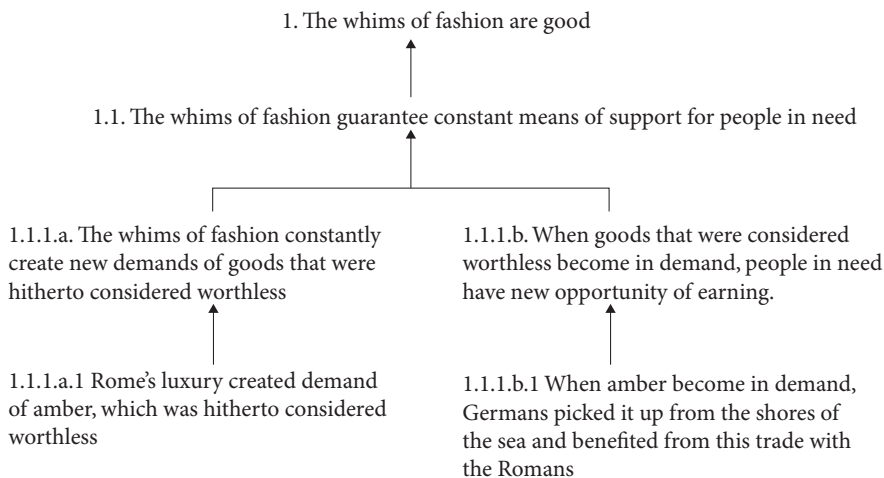 1. The whims of fashion are good
1.1. The whims of fashion guarantee constant means of support for people in need
1.1.1.a. The whims of fashion constantly
create new demands of goods that were
hitherto considered worthless
1.1.1.b. When goods that were considered
worthless become in demand, people in need
have new opportunity of earning.
1.1.1.a.1 Rome's luxury created demand
of amber, which was hitherto considered
worthless
1.1.1.b.1 When amber become in demand,
Germans picked it up from the shores of
the sea and benefited from this trade with
the Romans